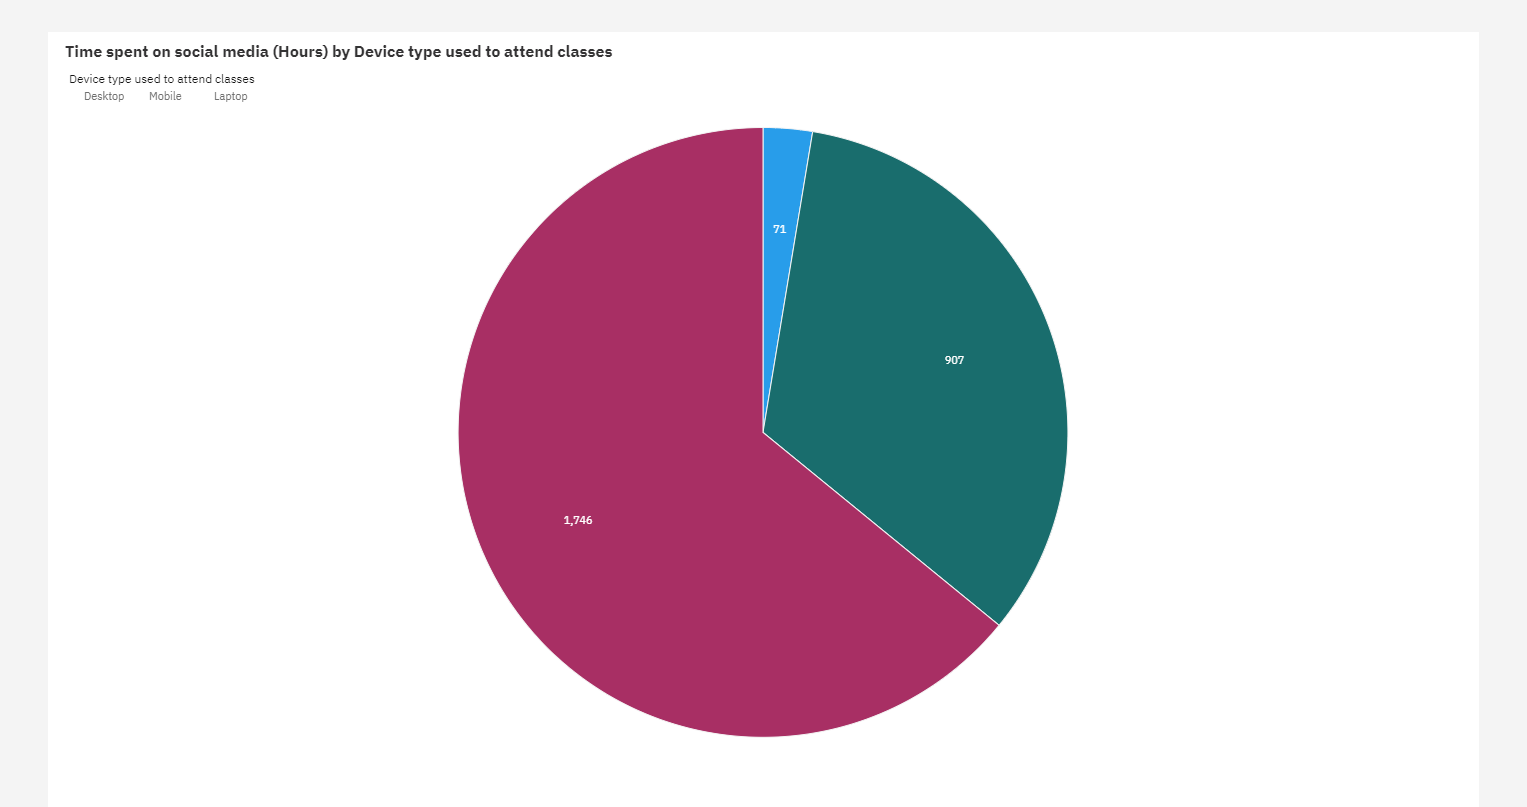 Time spent on social media (Hours) by Device type used to attend classes
Device type used to attend classes
Desktop Mobile Laptop
71
907
1,746